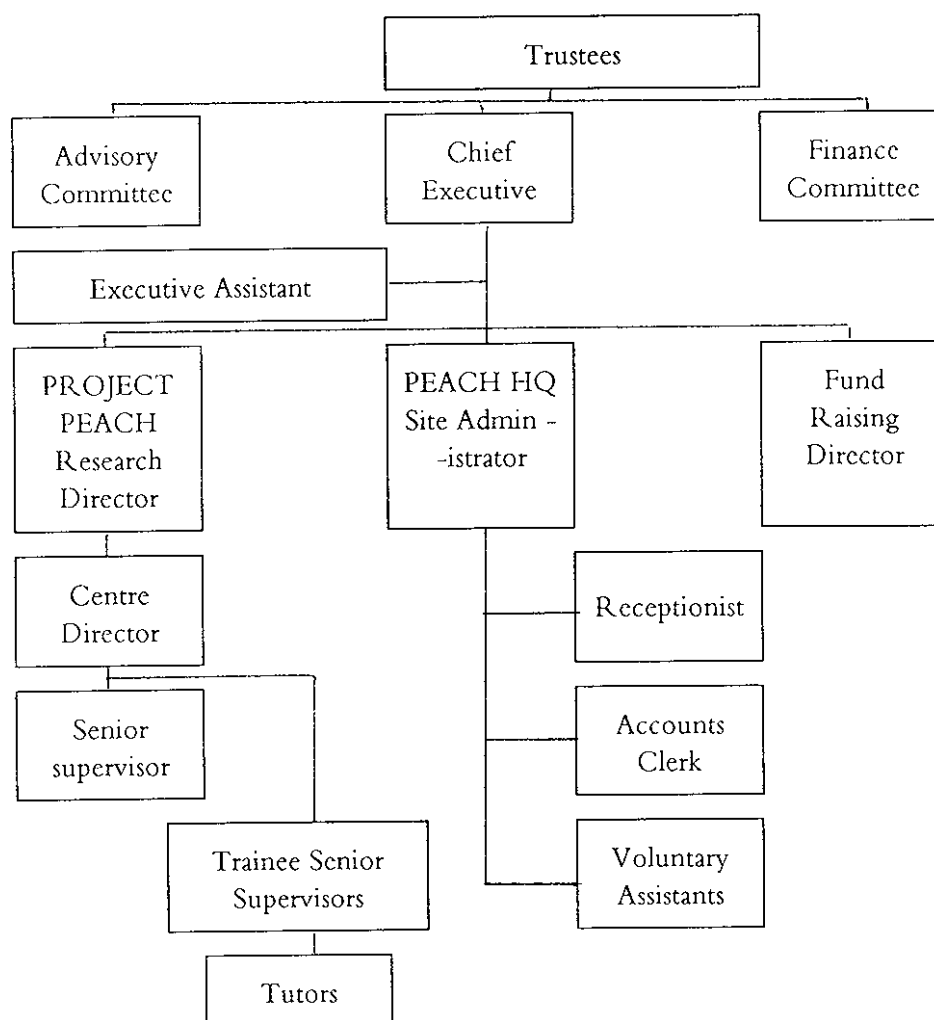 Trustees
Advisory
Committee
Chief
Executive
Finance
Committee
Executive Assistant
PROJECT
PEACH
Research
Director
PEACH HQ
Site Admin -
-istrator
Fund
Raising
Director
Centre
Director
Receptionist
Senior
supervisor
Accounts
Clerk
Trainee Senior
Supervisors
Voluntary
Assistants
Tutors